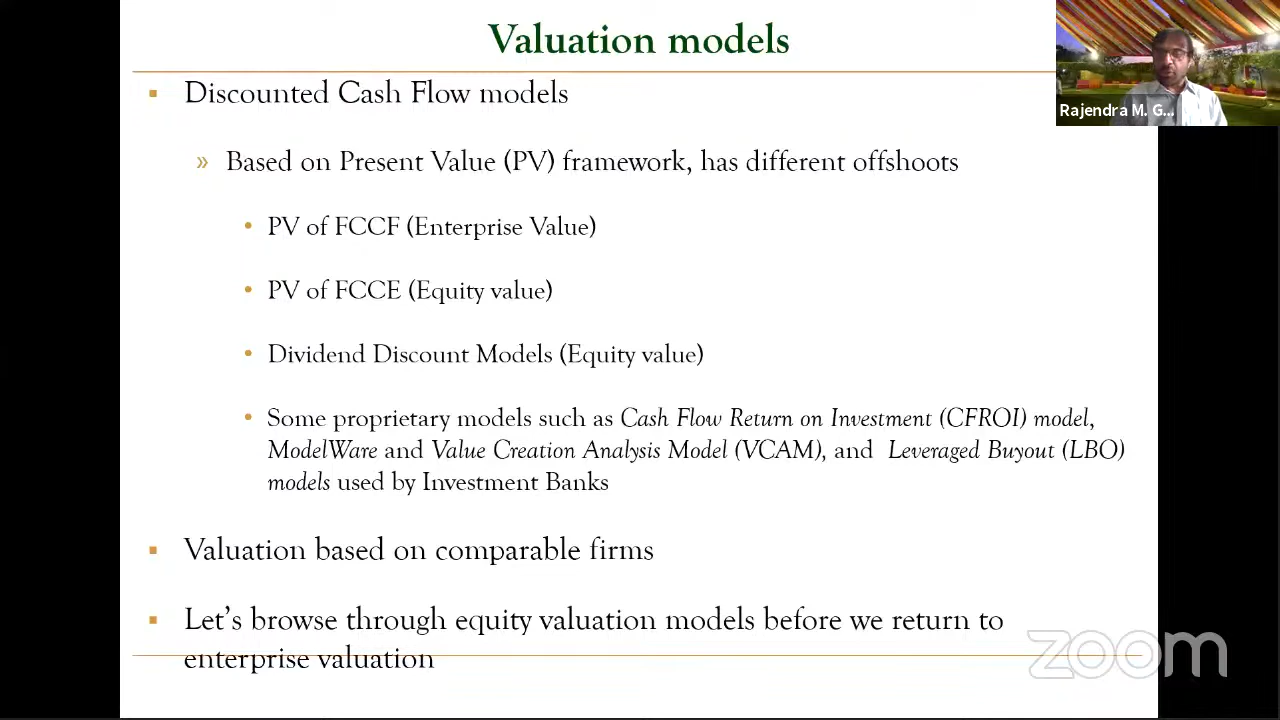 Valuation models
Rajendra M. G...
▪ Discounted Cash Flow models
» Based on Present Value (PV) framework, has different offshoots
• PV of FCCF (Enterprise Value)
• PV of FCCE (Equity value)
• Dividend Discount Models (Equity value)
• Some proprietary models such as Cash Flow Return on Investment (CFROI) model,
ModelWare and Value Creation Analysis Model (VCAM), and Leveraged Buyout (LBO)
models used by Investment Banks
▪ Valuation based on comparable firms
▪ Let's browse through equity valuation models before we return to
enterprise valuation
zoom